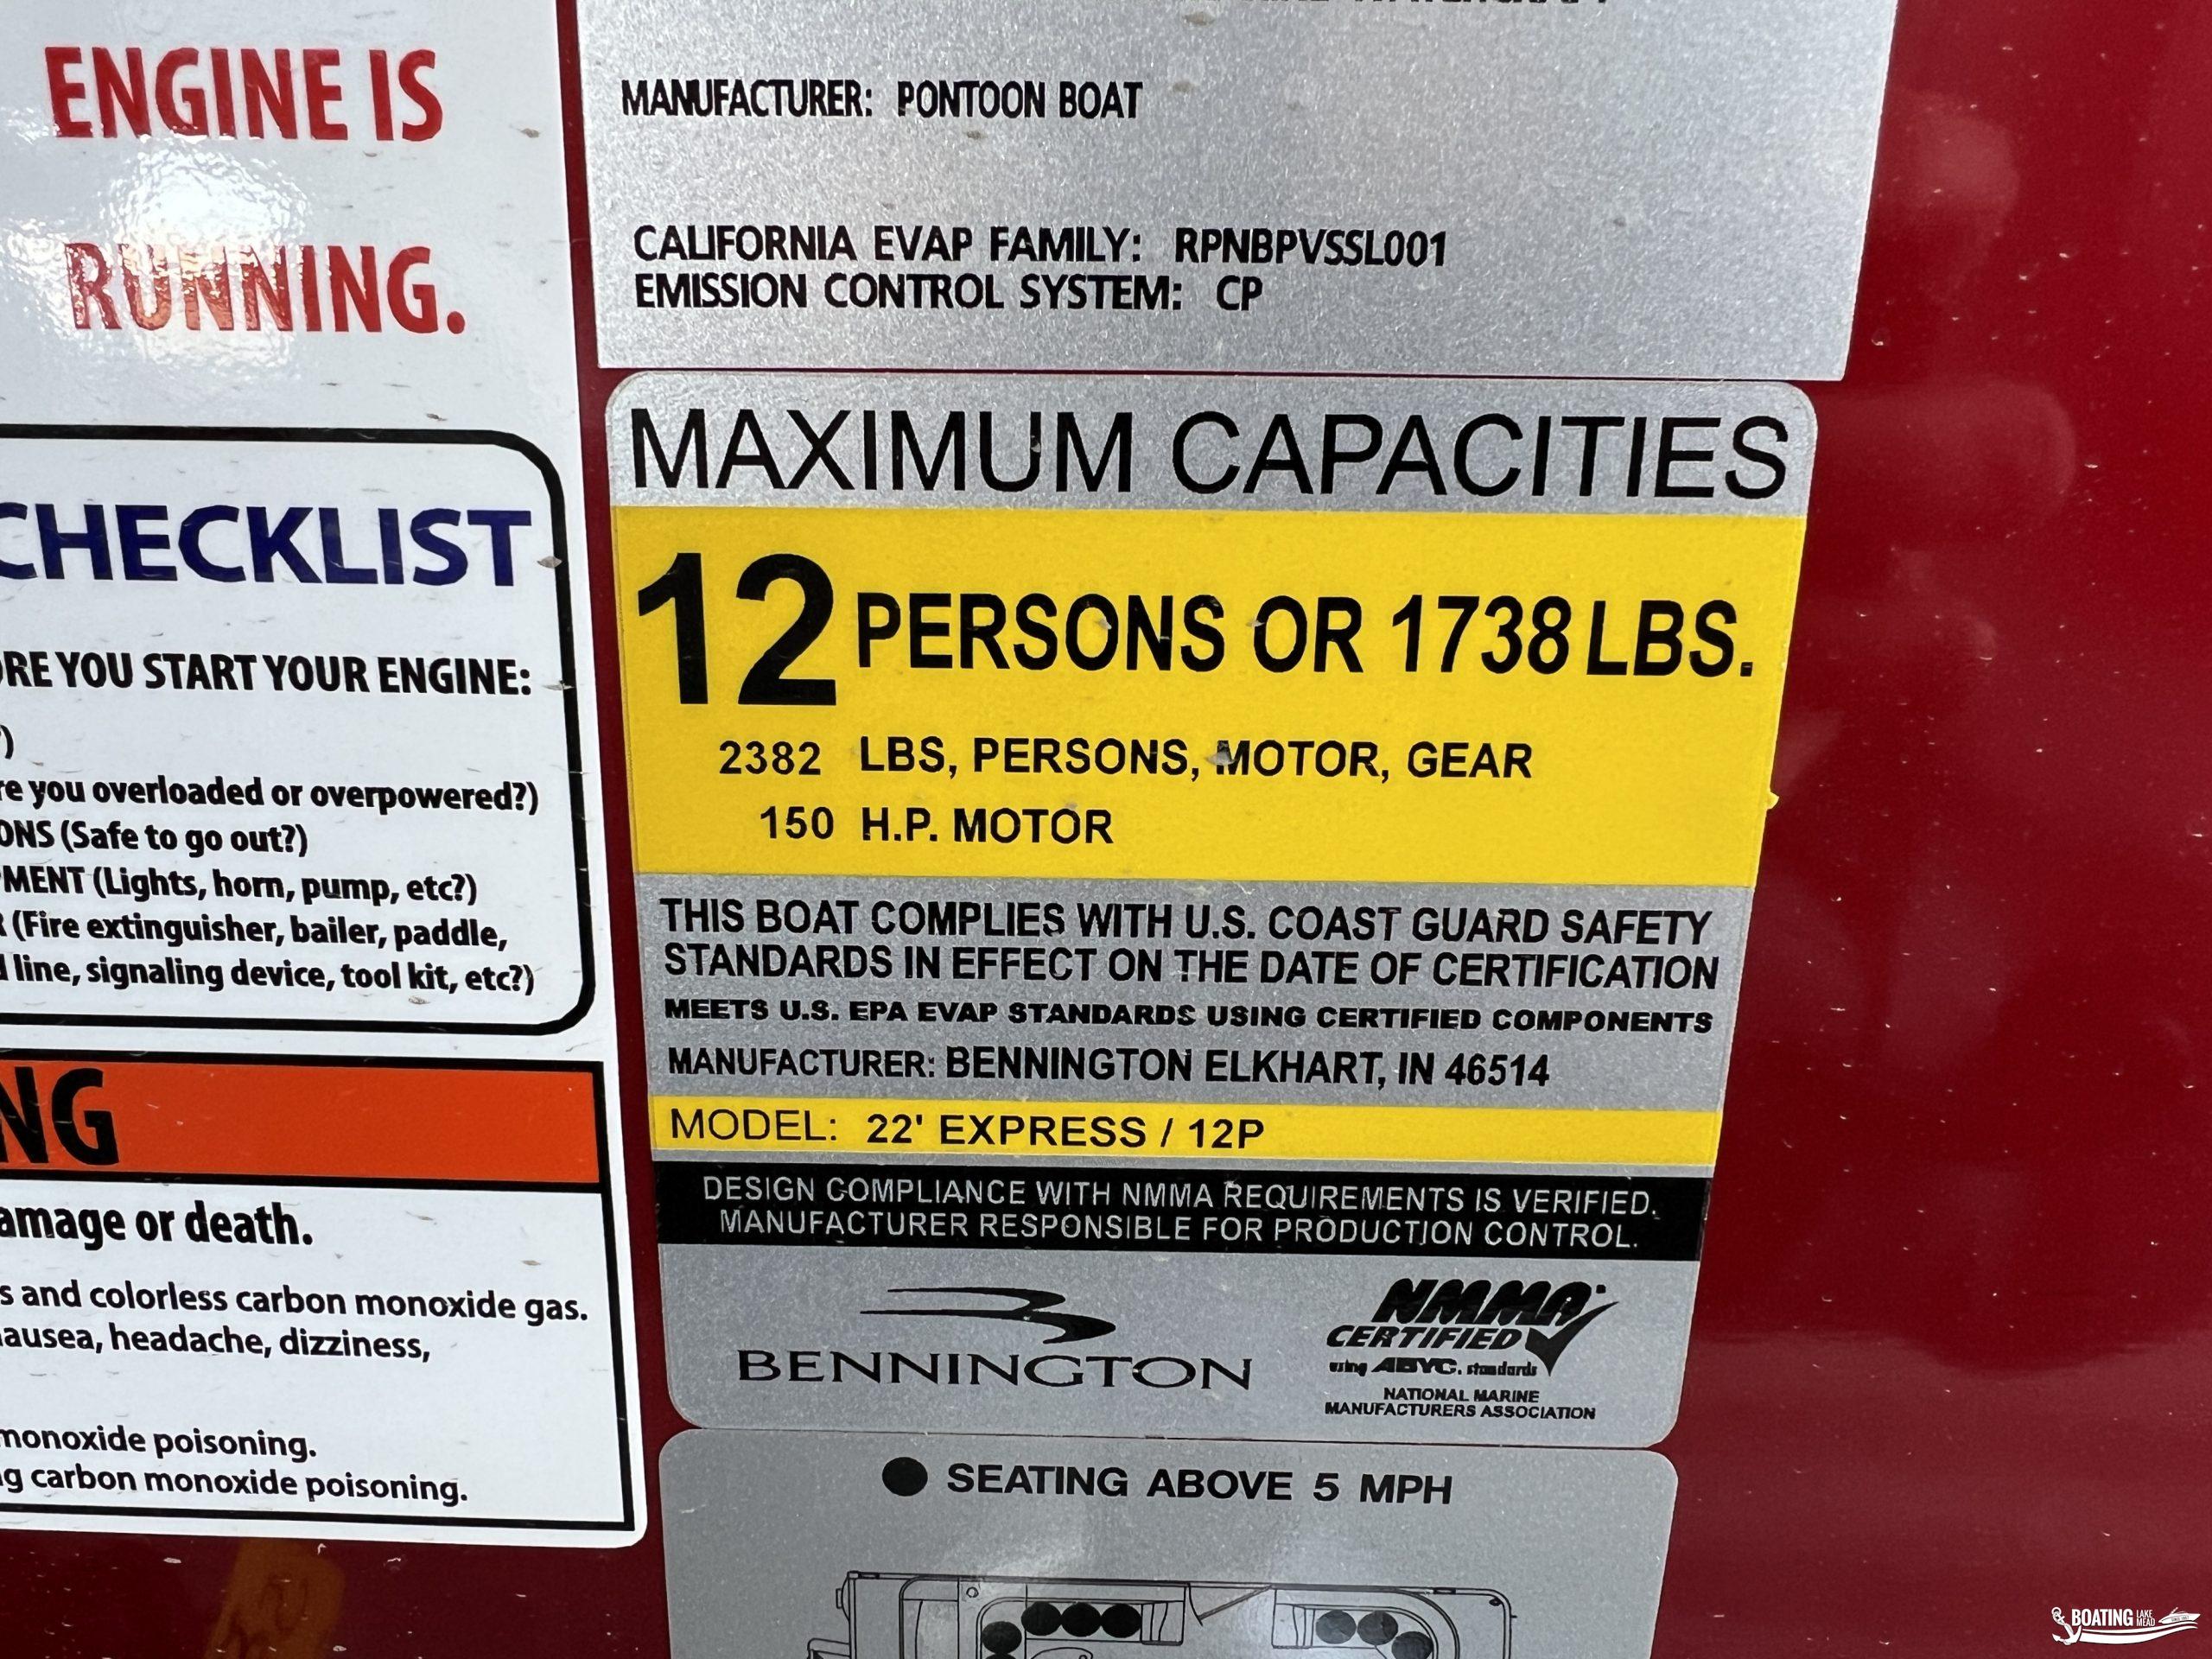 ENGINE IS
RUNNING.
CHECKLIST
RE YOU START YOUR ENGINE:
re you overloaded or overpowered?)
ONS (Safe to go out?)
MENT (Lights, horn, pump, etc?)
(Fire extinguisher, bailer, paddle,
line, signaling device, tool kit, etc?)
NG
amage or death.
s and colorless carbon monoxide gas.
ausea, headache, dizziness,
monoxide poisoning.
g carbon monoxide poisoning.
MANUFACTURER: PONTOON BOAT
CALIFORNIA EVAP FAMILY: RPNBPVSSL001
EMISSION CONTROL SYSTEM: CP
MAXIMUM CAPACITIES
12 PERSONS OR 1738 LBS.
2382 LBS, PERSONS, MOTOR, GEAR
150 H.P. MOTOR
THIS BOAT COMPLIES WITH U.S. COAST GUARD SAFETY
STANDARDS IN EFFECT ON THE DATE OF CERTIFICATION
MEETS U.S. EPA EVAP STANDARDS USING CERTIFIED COMPONENTS
MANUFACTURER: BENNINGTON ELKHART, IN 46514
MODEL: 22' EXPRESS / 12P
DESIGN COMPLIANCE WITH NMMA REQUIREMENTS IS VERIFIED.
MANUFACTURER RESPONSIBLE FOR PRODUCTION CONTROL.
BENNINGTON
NMMA
CERTIFIED
using ABYC. standards
NATIONAL MARINE
MANUFACTURERS ASSOCIATION
SEATING ABOVE 5 MPH
BOATING LAKE MEAD